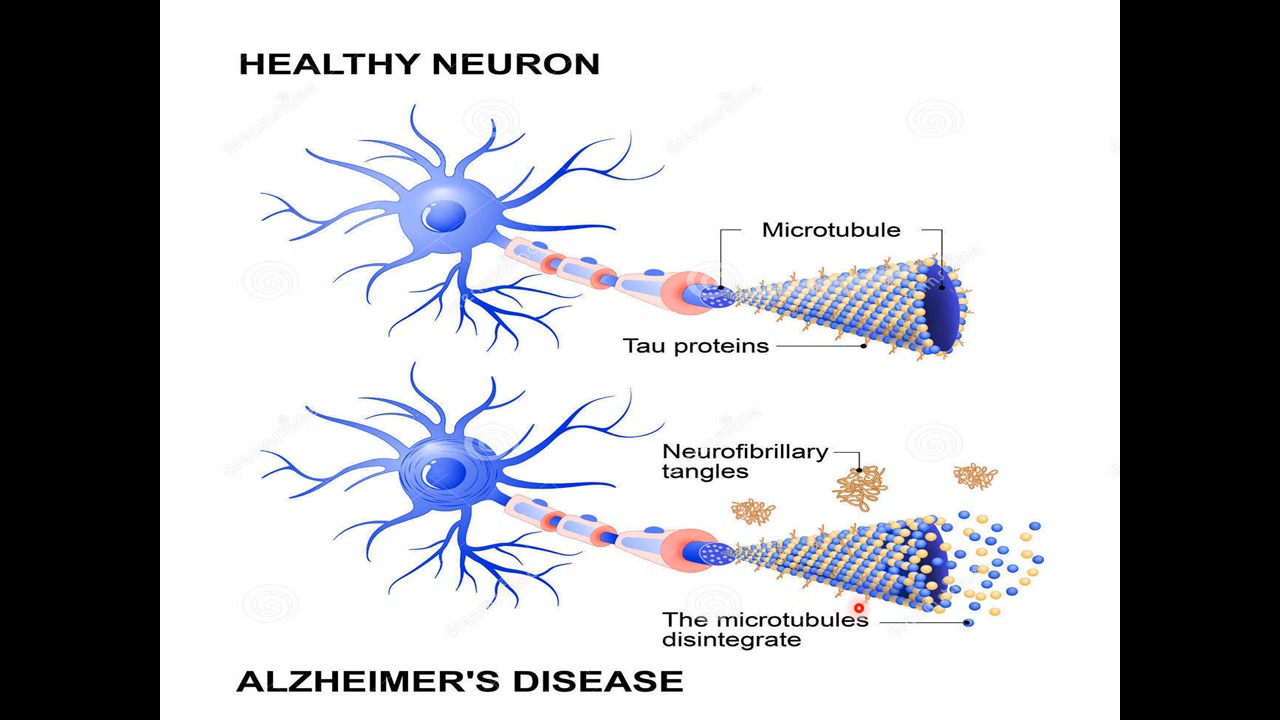 HEALTHY NEURON
Microtubule
Tau proteins
Neurofibrillary
tangles
The microtubules
disintegrate
ALZHEIMER'S DISEASE